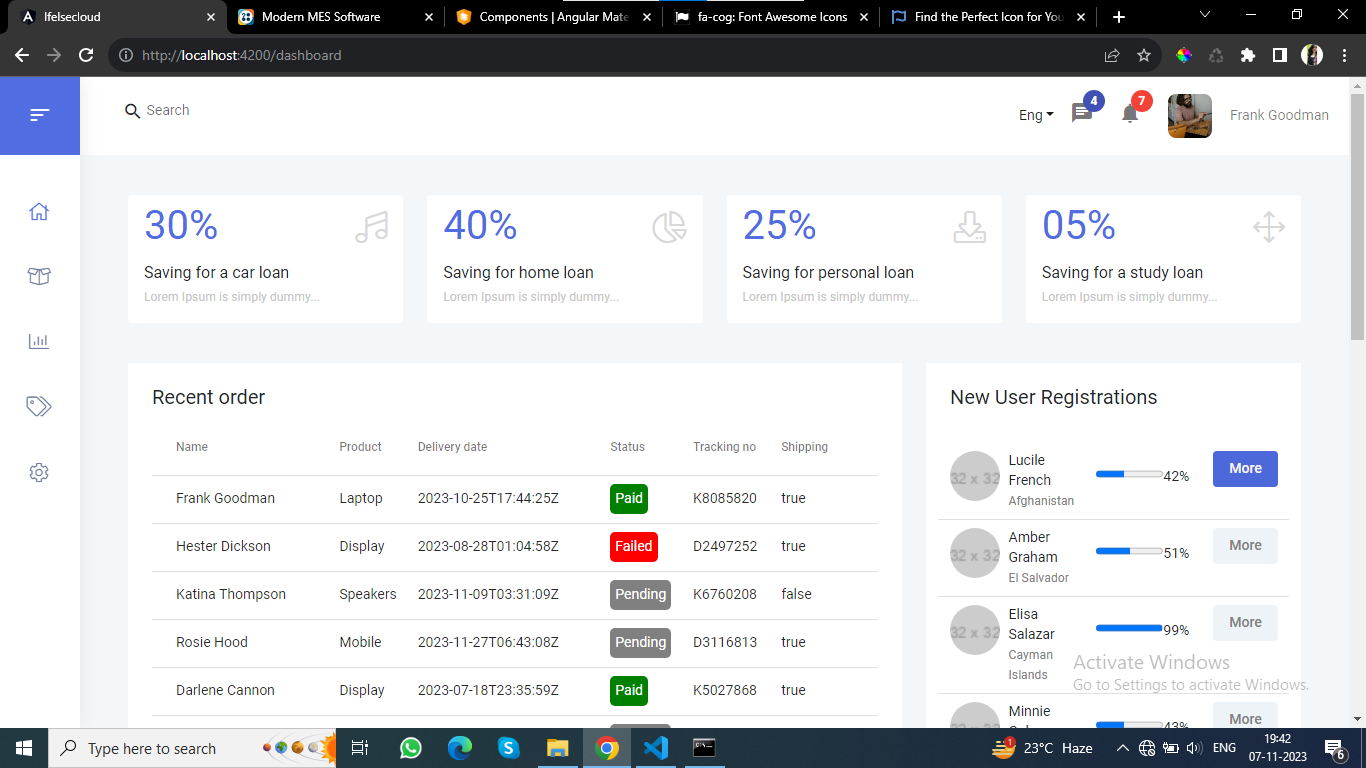 lfelsecloud
Modern MES Software
Components | Angular Mate
fa-cog: Font Awesome Icons
Find the Perfect Icon for You
http://localhost:4200/dashboard
Search
Eng
4
7
Frank Goodman
30%
Saving for a car loan
Lorem Ipsum is simply dummy...
40%
Saving for home loan
Lorem Ipsum is simply dummy...
25%
Saving for personal loan
Lorem Ipsum is simply dummy...
05%
Saving for a study loan
Lorem Ipsum is simply dummy...
Recent order
Name Product Delivery date Status Tracking no Shipping
Frank Goodman Laptop 2023-10-25T17:44:25Z Paid K8085820 true
Hester Dickson Display 2023-08-28T01:04:58Z Failed D2497252 true
Katina Thompson Speakers 2023-11-09T03:31:09Z Pending K6760208 false
Rosie Hood Mobile 2023-11-27T06:43:08Z Pending D3116813 true
Darlene Cannon Display 2023-07-18T23:35:59Z Paid K5027868 true
New User Registrations
32 x 32
Lucile
French
Afghanistan
42%
More
32 x 32
Amber
Graham
El Salvador
51%
More
32 x 32
Elisa
Salazar
Cayman
Islands
99%
More
Minnie
43%
More
Activate Windows
Go to Settings to activate Windows.
Type here to search
1
23°C Haze
ENG
19:42
07-11-2023
6